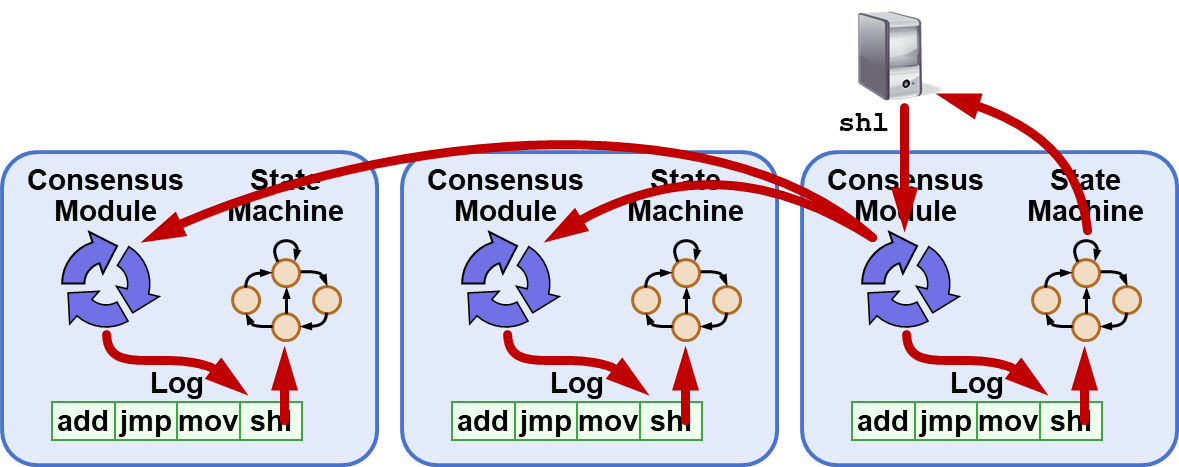 shl
Consensus
Module
State
Machine
Log
add jmp mov shl
Consensus
Module
State
Machine
Log
add jmp mov shl
Consensus
Module
State
Machine
Log
add jmp mov shl